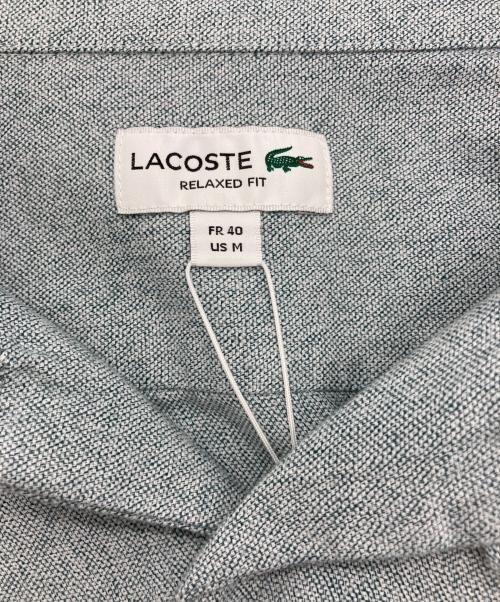 LACOSTE
RELAXED FIT
FR 40
US M